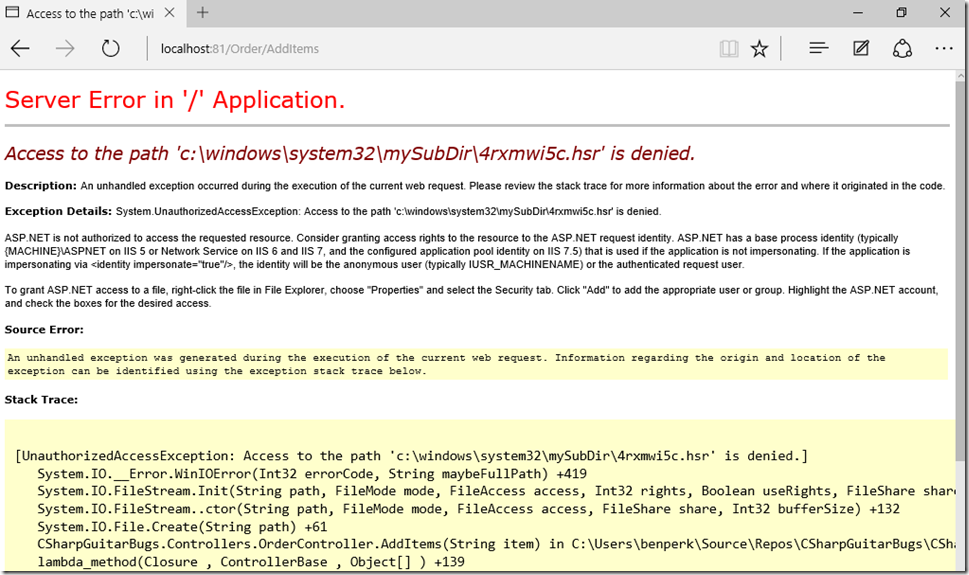 Access to the path 'c:\wi
localhost:81/Order/AddItems
Server Error in '/' Application.
Access to the path 'c:\windows\system32\mySubDir\4rxmwi5c.hsr' is denied.
Description: An unhandled exception occurred during the execution of the current web request. Please review the stack trace for more information about the error and where it originated in the code.
Exception Details: System.UnauthorizedAccessException: Access to the path 'c:\windows\system32\mySubDir\4rxmwi5c.hsr' is denied.
ASP.NET is not authorized to access the requested resource. Consider granting access rights to the resource to the ASP.NET request identity. ASP.NET has a base process identity (typically
{MACHINE}\ASPNET on IIS 5 or Network Service on IIS 6 and IIS 7, and the configured application pool identity on IIS 7.5) that is used if the application is not impersonating. If the application is
impersonating via <identity impersonate="true"/>, the identity will be the anonymous user (typically IUSR_MACHINENAME) or the authenticated request user.
To grant ASP.NET access to a file, right-click the file in File Explorer, choose "Properties" and select the Security tab. Click "Add" to add the appropriate user or group. Highlight the ASP.NET account,
and check the boxes for the desired access.
Source Error:
An unhandled exception was generated during the execution of the current web request. Information regarding the origin and location of the
exception can be identified using the exception stack trace below.
Stack Trace:
[UnauthorizedAccessException: Access to the path 'c:\windows\system32\mySubDir\4rxmwi5c.hsr' is denied.]
System.IO.__Error.WinIOError(Int32 errorCode, String maybeFullPath) +419
System.IO.FileStream.Init(String path, FileMode mode, FileAccess access, Int32 rights, Boolean useRights, FileShare share
System.IO.FileStream..ctor(String path, FileMode mode, FileAccess access, FileShare share, Int32 bufferSize) +132
System.IO.File.Create(String path) +61
CSharpGuitarBugs.Controllers.OrderController.AddItems(String item) in C:\Users\benperk\Source\Repos\CSharpGuitarBugs\CSha
lambda_method(Closure , ControllerBase , Object[] ) +139